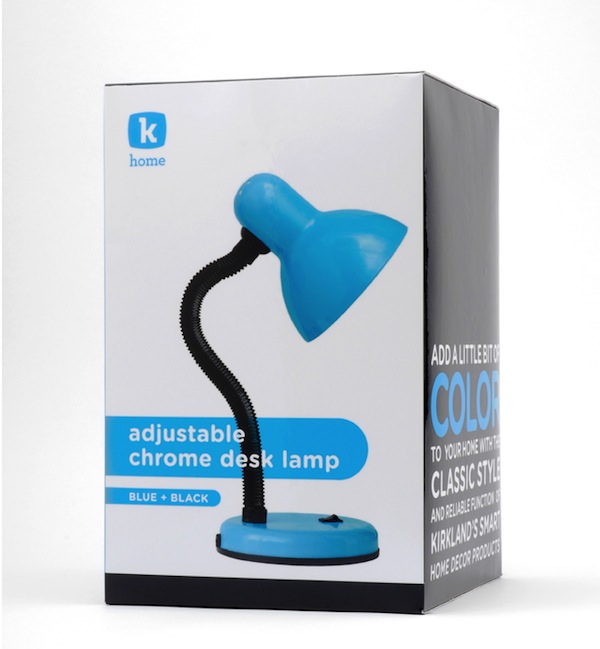 k
home
adjustable
chrome desk lamp
BLUE + BLACK
ADD A LITTLE BIT OF
COLOR
TO YOUR HOME WITH THE
CLASSIC STYLE
AND RELIABLE FUNCTION OF
KIRKLAND'S SMART
HOME DECOR PRODUCTS